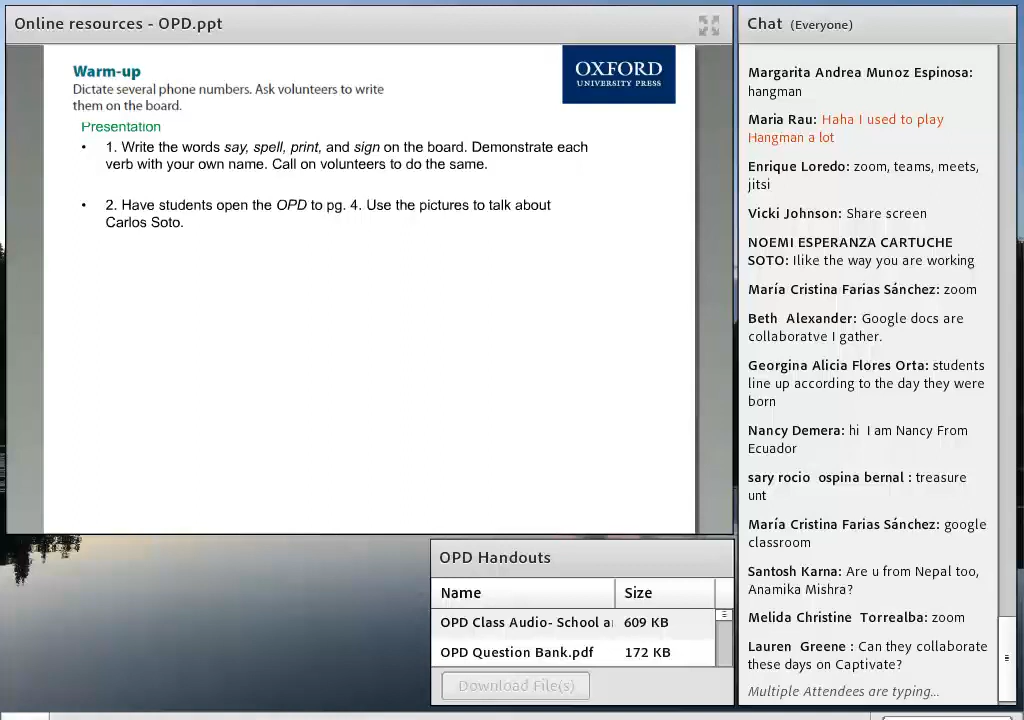 Online resources - OPD.ppt
Warm-up
Dictate several phone numbers. Ask volunteers to write
them on the board.
OXFORD
UNIVERSITY PRESS
Presentation
• 1. Write the words say, spell, print, and sign on the board. Demonstrate each
verb with your own name. Call on volunteers to do the same.
• 2. Have students open the OPD to pg. 4. Use the pictures to talk about
Carlos Soto.
OPD Handouts
Name Size
OPD Class Audio- School a 609 KB
OPD Question Bank.pdf 172 KB
Download File(s)
Chat (Everyone)
Margarita Andrea Munoz Espinosa:
hangman
Maria Rau: Haha I used to play
Hangman a lot
Enrique Loredo: zoom, teams, meets,
jitsi
Vicki Johnson: Share screen
NOEMI ESPERANZA CARTUCHE
SOTO: Ilike the way you are working
María Cristina Farias Sánchez: zoom
Beth Alexander: Google docs are
collaboratve I gather.
Georgina Alicia Flores Orta: students
line up according to the day they were
born
Nancy Demera: hi I am Nancy From
Ecuador
sary rocio ospina bernal : treasure
unt
María Cristina Farias Sánchez: google
classroom
Santosh Karna: Are u from Nepal too,
Anamika Mishra?
Melida Christine Torrealba: zoom
Lauren Greene : Can they collaborate
these days on Captivate?
Multiple Attendees are typing...